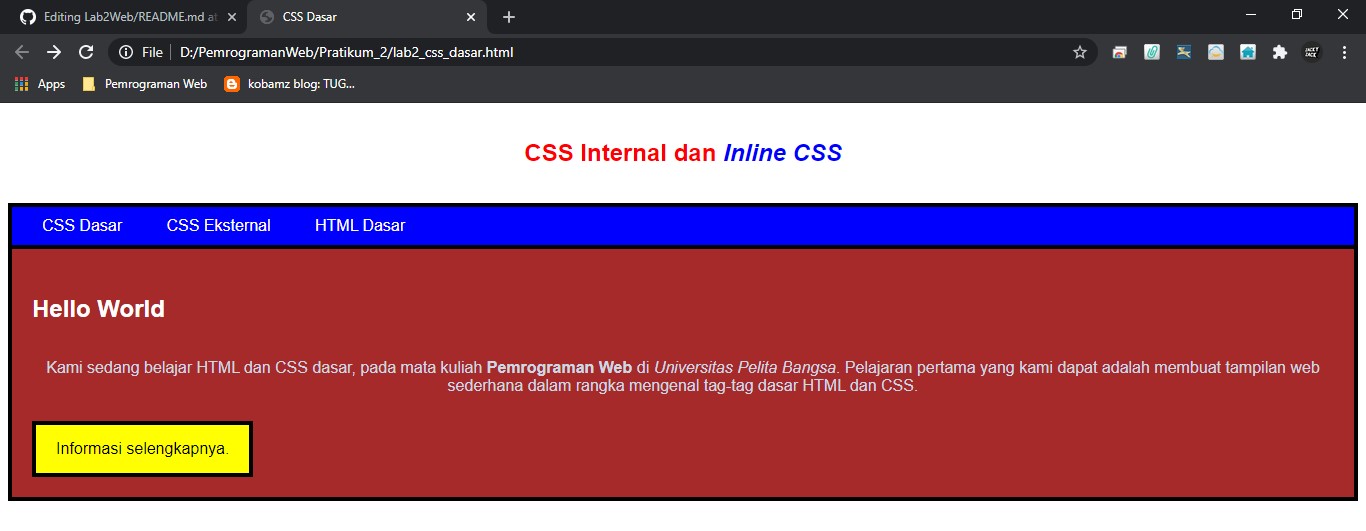 Editing Lab2Web/README.md at
CSS Dasar
File D:/PemrogramanWeb/Pratikum_2/lab2_css_dasar.html
Apps Pemrograman Web kobamz blog: TUG...
CSS Internal dan Inline CSS
CSS Dasar CSS Eksternal HTML Dasar
Hello World
Kami sedang belajar HTML dan CSS dasar, pada mata kuliah Pemrograman Web di Universitas Pelita Bangsa. Pelajaran pertama yang kami dapat adalah membuat tampilan web
sederhana dalam rangka mengenal tag-tag dasar HTML dan CSS.
Informasi selengkapnya.